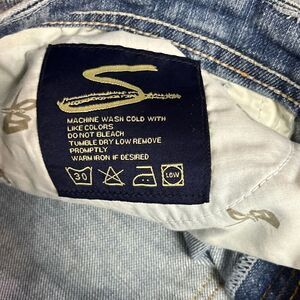 S
MACHINE WASH COLD WITH
LIKE COLORS
DO NOT BLEACH
TUMBLE DRY LOW REMOVE
PROMPTLY
WARM IRON IF DESIRED
30 LOW